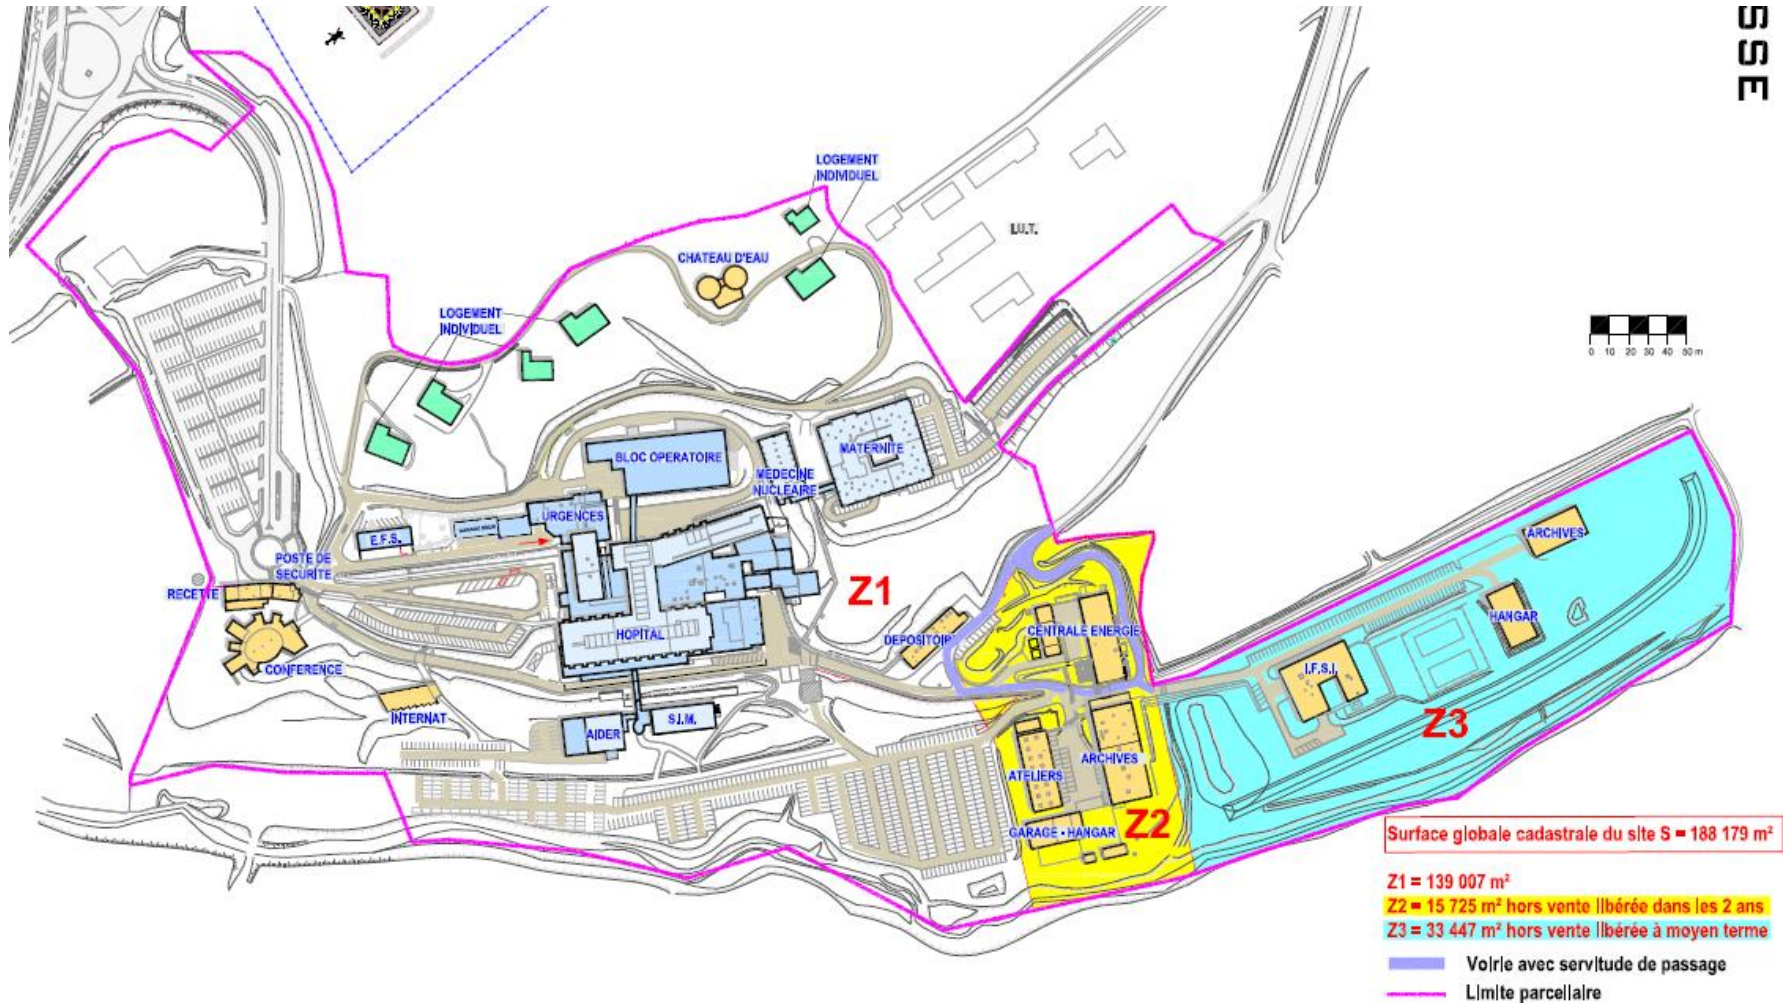 SSE
LOGEMENT
INDIVIDUEL
I.U.T.
CHATEAU D'EAU
LOGEMENT
INDIVIDUEL
0 10 20 30 40 50 m
BLOC OPERATOIRE
MATERNITE
MEDECINE
NUCLEAIRE
URGENCES
E.F.S.
ARCHIVES
POSTE DE
SECURITE
RECETTE
Z1
HANGAR
HOPITAL
DEPOSITOIRE
CENTRALE ENERGIE
CONFERENCE
I.F.S.I.
INTERNAT
S.I.M.
Z3
AIDER
ARCHIVES
ATELIERS
GARAGE - HANGAR
Z2
Surface globale cadastrale du site S = 188 179 m²
Z1 = 139 007 m²
Z2 = 15 725 m² hors vente libérée dans les 2 ans
Z3 = 33 447 m² hors vente libérée à moyen terme
Voirie avec servitude de passage
Limite parcellaire